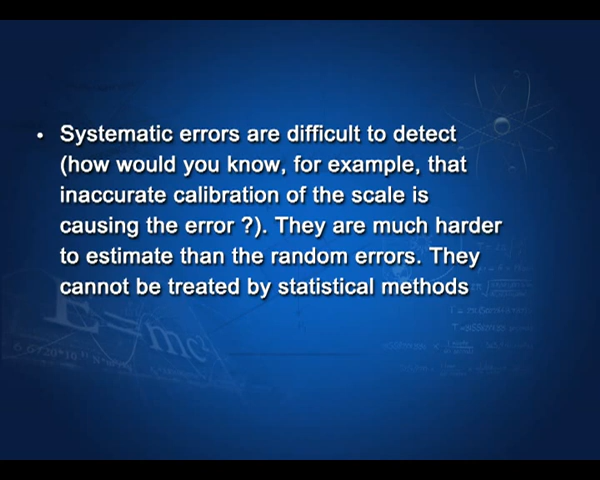 • Systematic errors are difficult to detect
(how would you know, for example, that
inaccurate calibration of the scale is
causing the error ?). They are much harder
to estimate than the random errors. They
cannot be treated by statistical methods
E=mc²